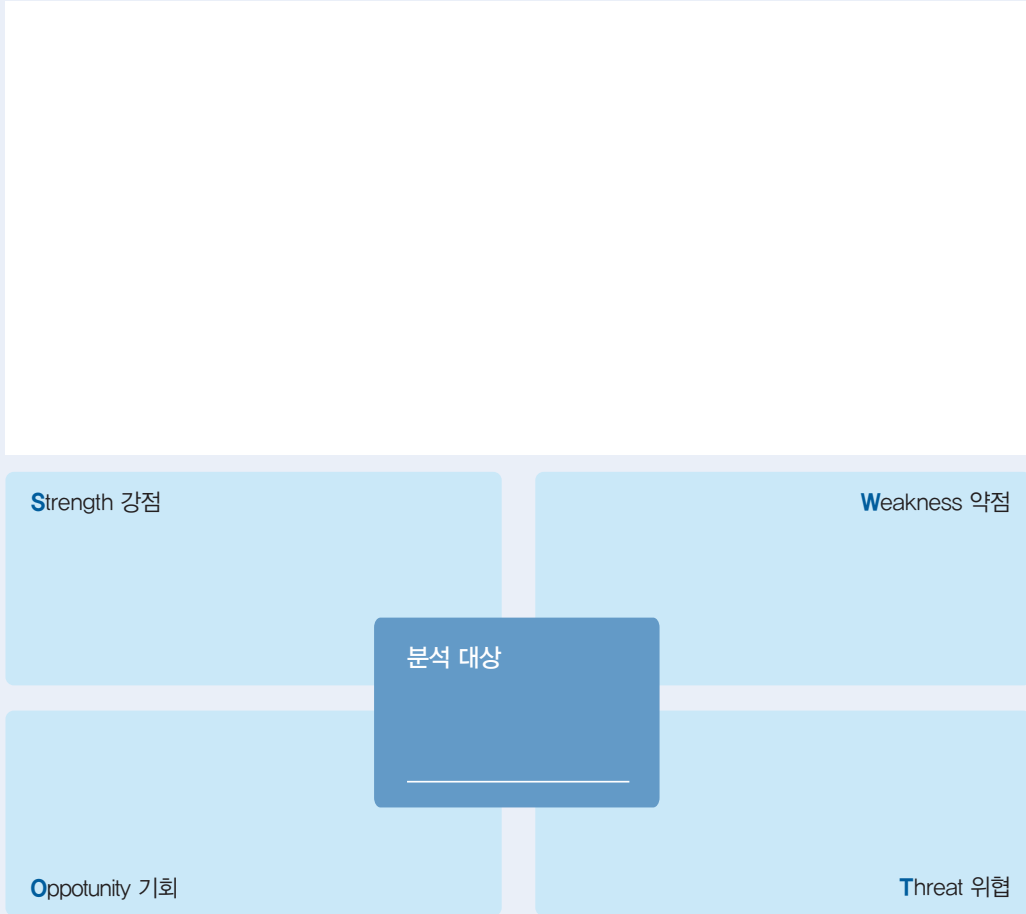 Strength 강점
Weakness 약점
분석 대상
Oppotunity 기회
Threat 위협